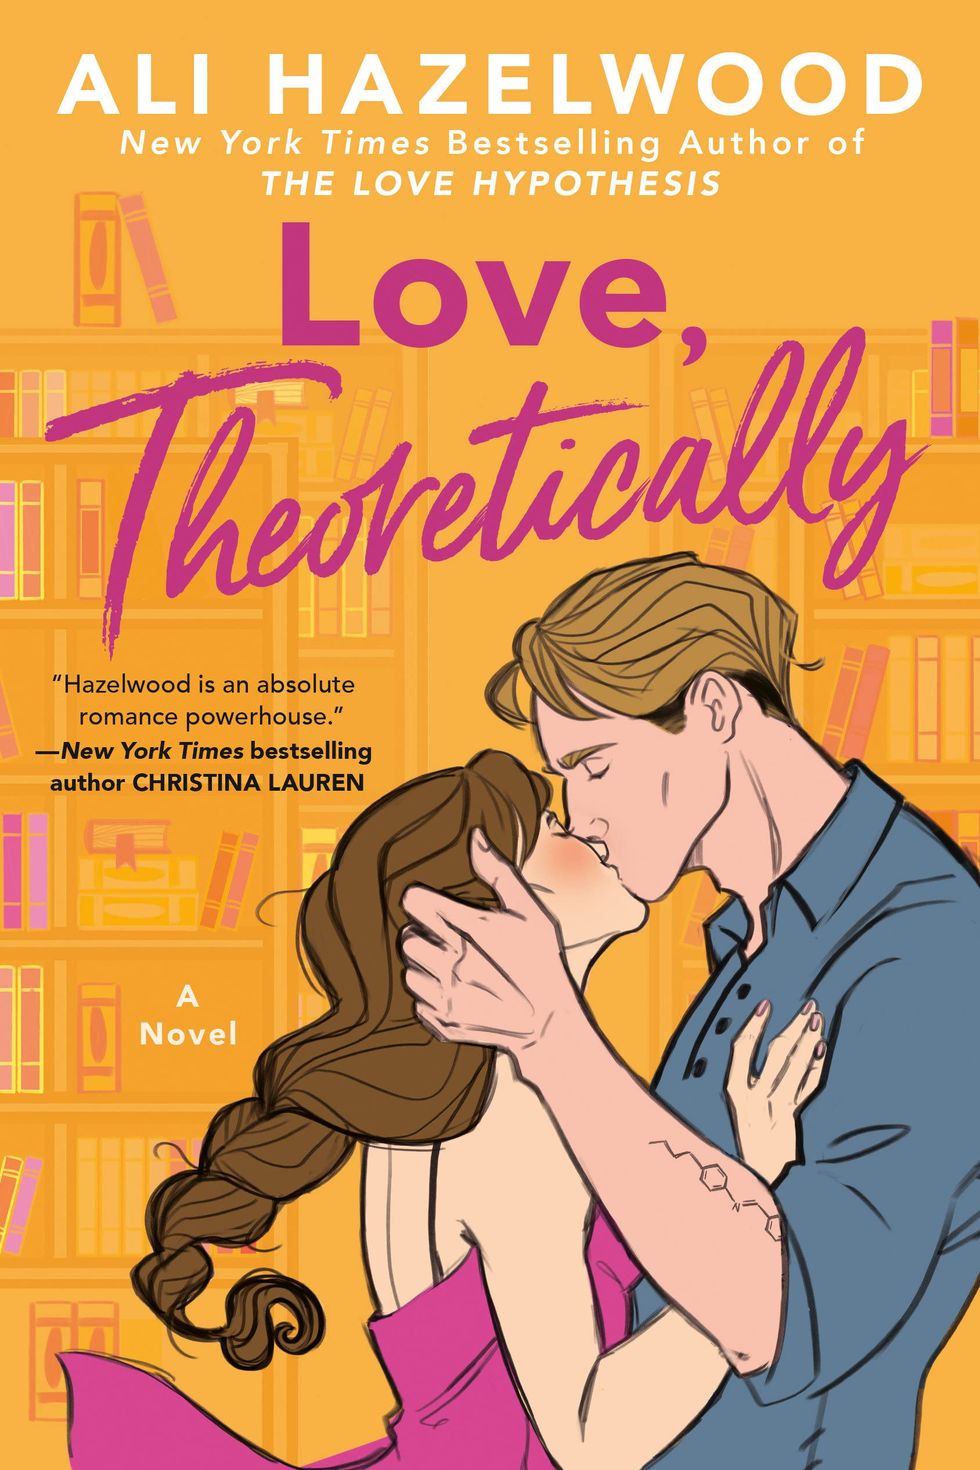 ALI HAZELWOOD
New York Times Bestselling Author of
THE LOVE HYPOTHESIS
Love,
Theoretically
“Hazelwood is an absolute
romance powerhouse.”
—New York Times bestselling
author CHRISTINA LAUREN
A
Novel
N